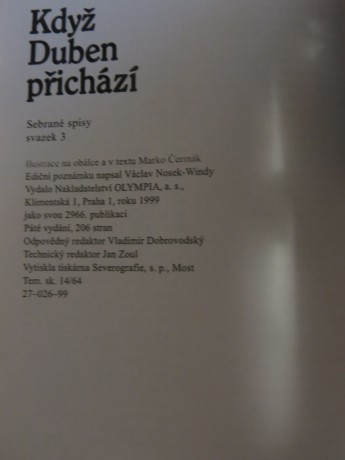 Když
Duben
přichází
Sebrané spisy
svazek 3
Ilustrace na obálce a v textu Marko Čermák
Ediční poznámku napsal Václav Nosek-Windy
Vydalo Nakladatelství OLYMPIA, a. s.,
Klimentská 1, Praha 1, roku 1999
jako svou 2966. publikaci
Páté vydání, 206 stran
Odpovědný redaktor Vladimír Dobrovodský
Technický redaktor Jan Zoul
Vytiskla tiskárna Severografie, s. p., Most
Tem. sk. 14/64
27–026–99